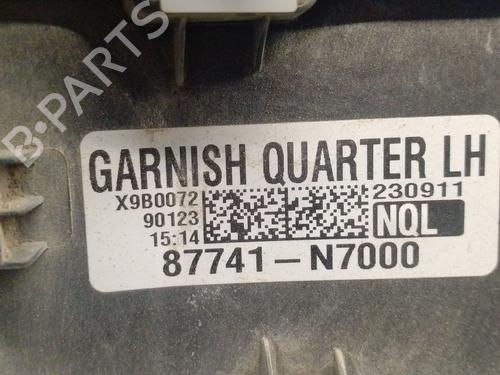 B-PARTS
GARNISH QUARTER LH
X9B0072 230911
90123
15:14 NQL
87741-N7000